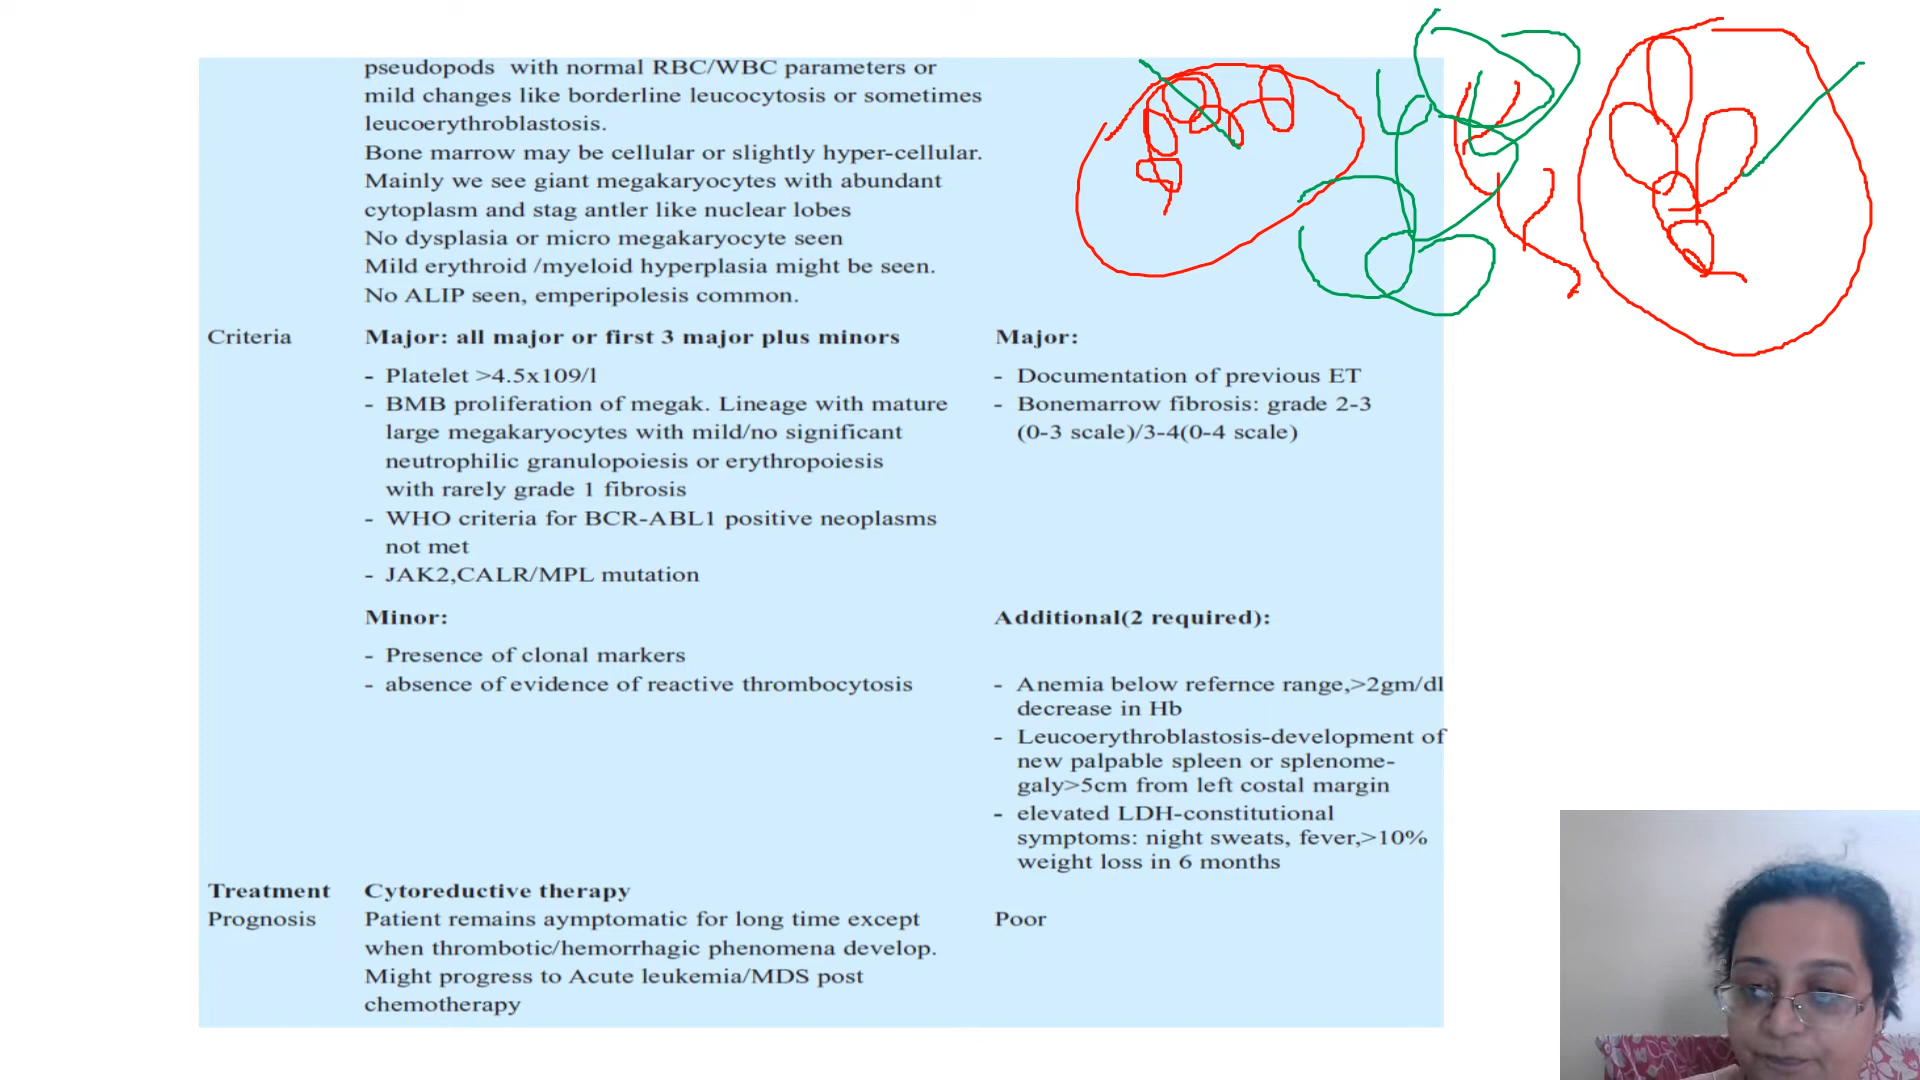 pseudopods with normal RBC/WBC parameters or
mild changes like borderline leucocytosis or sometimes
leucoerythroblastosis.
Bone marrow may be cellular or slightly hyper-cellular.
Mainly we see giant megakaryocytes with abundant
cytoplasm and stag antler like nuclear lobes
No dysplasia or micro megakaryocyte seen
Mild erythroid /myeloid hyperplasia might be seen.
No ALIP seen, emperipolesis common.
Criteria
Major: all major or first 3 major plus minors
- Platelet >4.5x109/l
- BMB proliferation of megak. Lineage with mature
large megakaryocytes with mild/no significant
neutrophilic granulopoiesis or erythropoiesis
with rarely grade 1 fibrosis
- WHO criteria for BCR-ABL1 positive neoplasms
not met
- JAK2,CALR/MPL mutation
Major:
- Documentation of previous ET
- Bonemarrow fibrosis: grade 2-3
(0-3 scale)/3-4(0-4 scale)
Minor:
- Presence of clonal markers
- absence of evidence of reactive thrombocytosis
Additional(2 required):
- Anemia below refernce range,>2gm/dl
decrease in Hb
- Leucoerythroblastosis-development of
new palpable spleen or splenome-
galy>5cm from left costal margin
- elevated LDH-constitutional
symptoms: night sweats, fever,>10%
weight loss in 6 months
Treatment
Cytoreductive therapy
Prognosis
Patient remains aymptomatic for long time except
when thrombotic/hemorrhagic phenomena develop.
Might progress to Acute leukemia/MDS post
chemotherapy
Poor